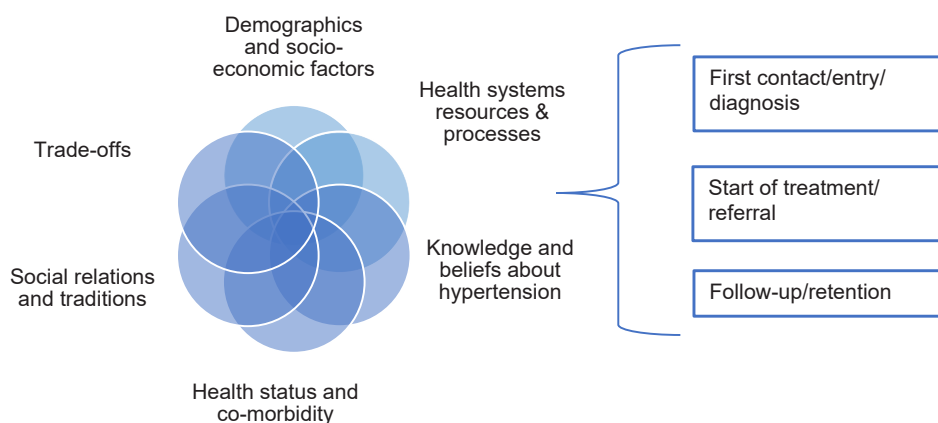 Demographics
and socio-
economic factors
Health systems
resources &
processes
Knowledge and
beliefs about
hypertension
Health status and
co-morbidity
Social relations
and traditions
Trade-offs
First contact/entry/
diagnosis
Start of treatment/
referral
Follow-up/retention